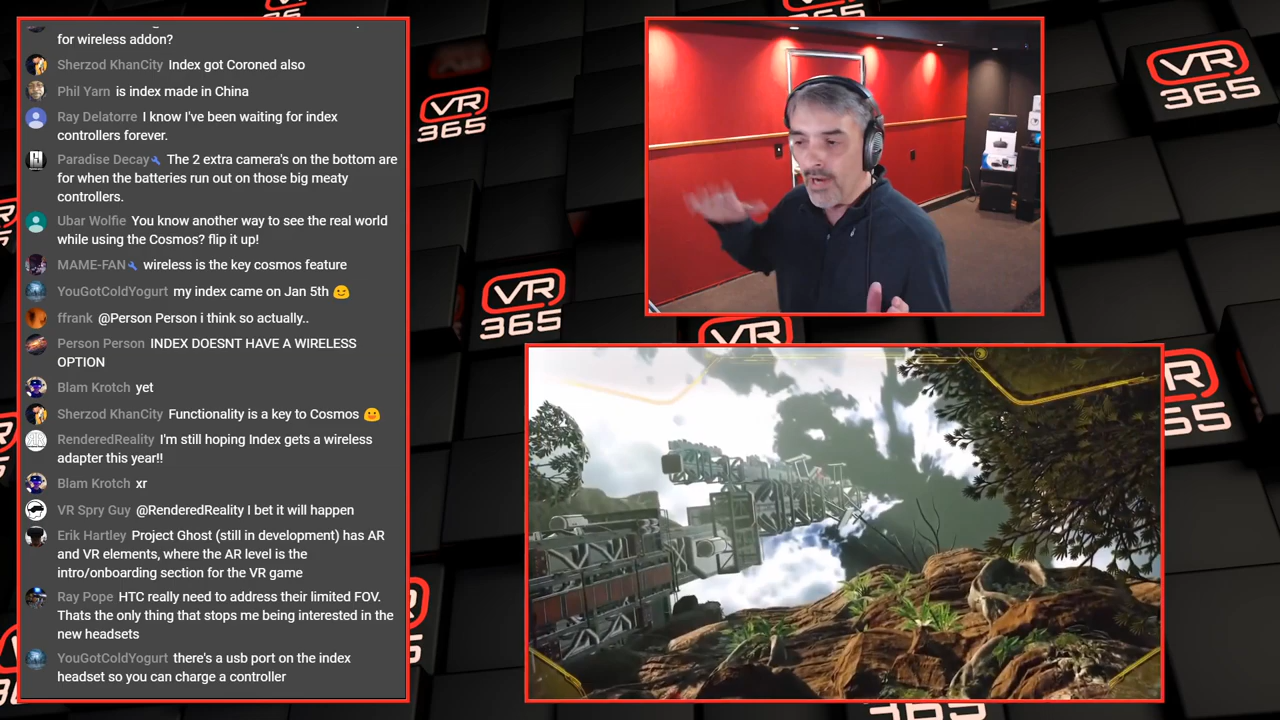 for wireless addon?
Sherzod KhanCity Index got Coroned also
Phil Yarn is index made in China
Ray Delatorre I know I've been waiting for index
controllers forever.
Paradise Decay The 2 extra camera's on the bottom are
for when the batteries run out on those big meaty
controllers.
Ubar Wolfie You know another way to see the real world
while using the Cosmos? flip it up!
MAME-FAN wireless is the key cosmos feature
YouGotColdYogurt my index came on Jan 5th
ffrank @Person Person i think so actually..
Person Person INDEX DOESNT HAVE A WIRELESS
OPTION
Blam Krotch yet
Sherzod KhanCity Functionality is a key to Cosmos
RenderedReality I'm still hoping Index gets a wireless
adapter this year!!
Blam Krotch xr
VR Spry Guy @RenderedReality I bet it will happen
Erik Hartley Project Ghost (still in development) has AR
and VR elements, where the AR level is the
intro/onboarding section for the VR game
Ray Pope HTC really need to address their limited FOV.
Thats the only thing that stops me being interested in the
new headsets
YouGotColdYogurt there's a usb port on the index
headset so you can charge a controller
VR
365
VR
365
VR
365
VR
365
VR
365